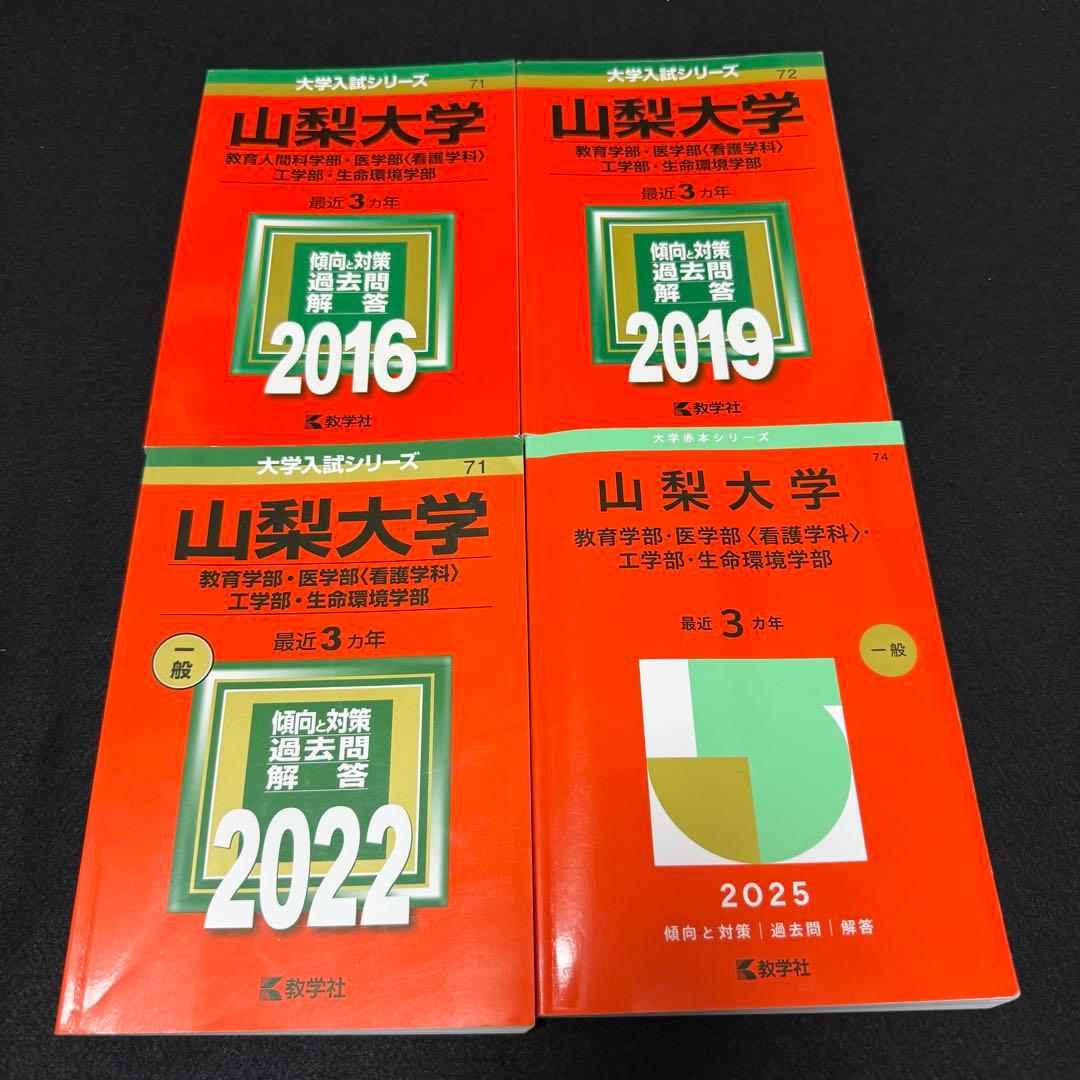 大学入試シリーズ
71
山梨大学
教育人間科学部・医学部〈看護学科〉
工学部・生命環境学部
最近3カ年
傾向と対策
過去問
解答
2016
教学社
大学入試シリーズ
72
山梨大学
教育学部・医学部〈看護学科〉
工学部・生命環境学部
最近3カ年
傾向と対策
過去問
解答
2019
教学社
大学入試シリーズ
71
山梨大学
教育学部・医学部〈看護学科〉
工学部・生命環境学部
最近3カ年
一般
傾向と対策
過去問
解答
2022
教学社
大学赤本シリーズ
74
山梨大学
教育学部・医学部〈看護学科〉・
工学部・生命環境学部
最近3カ年
一般
2025
傾向と対策|過去問|解答
教学社